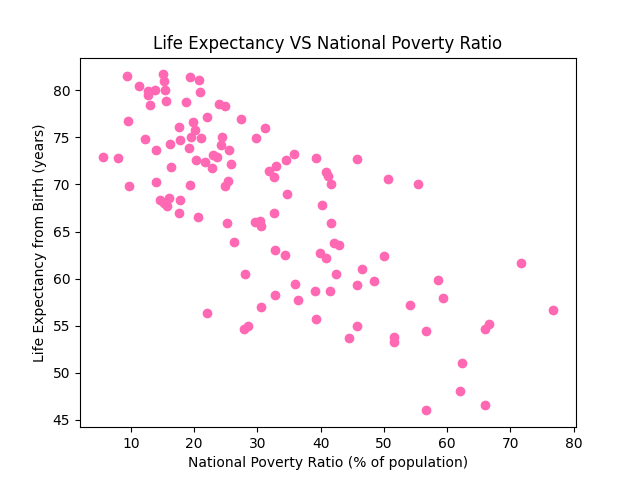 Life Expectancy VS National Poverty Ratio
Life Expectancy from Birth (years)
80
75
70
65
60
55
50
45
10 20 30 40 50 60 70 80
National Poverty Ratio (% of population)